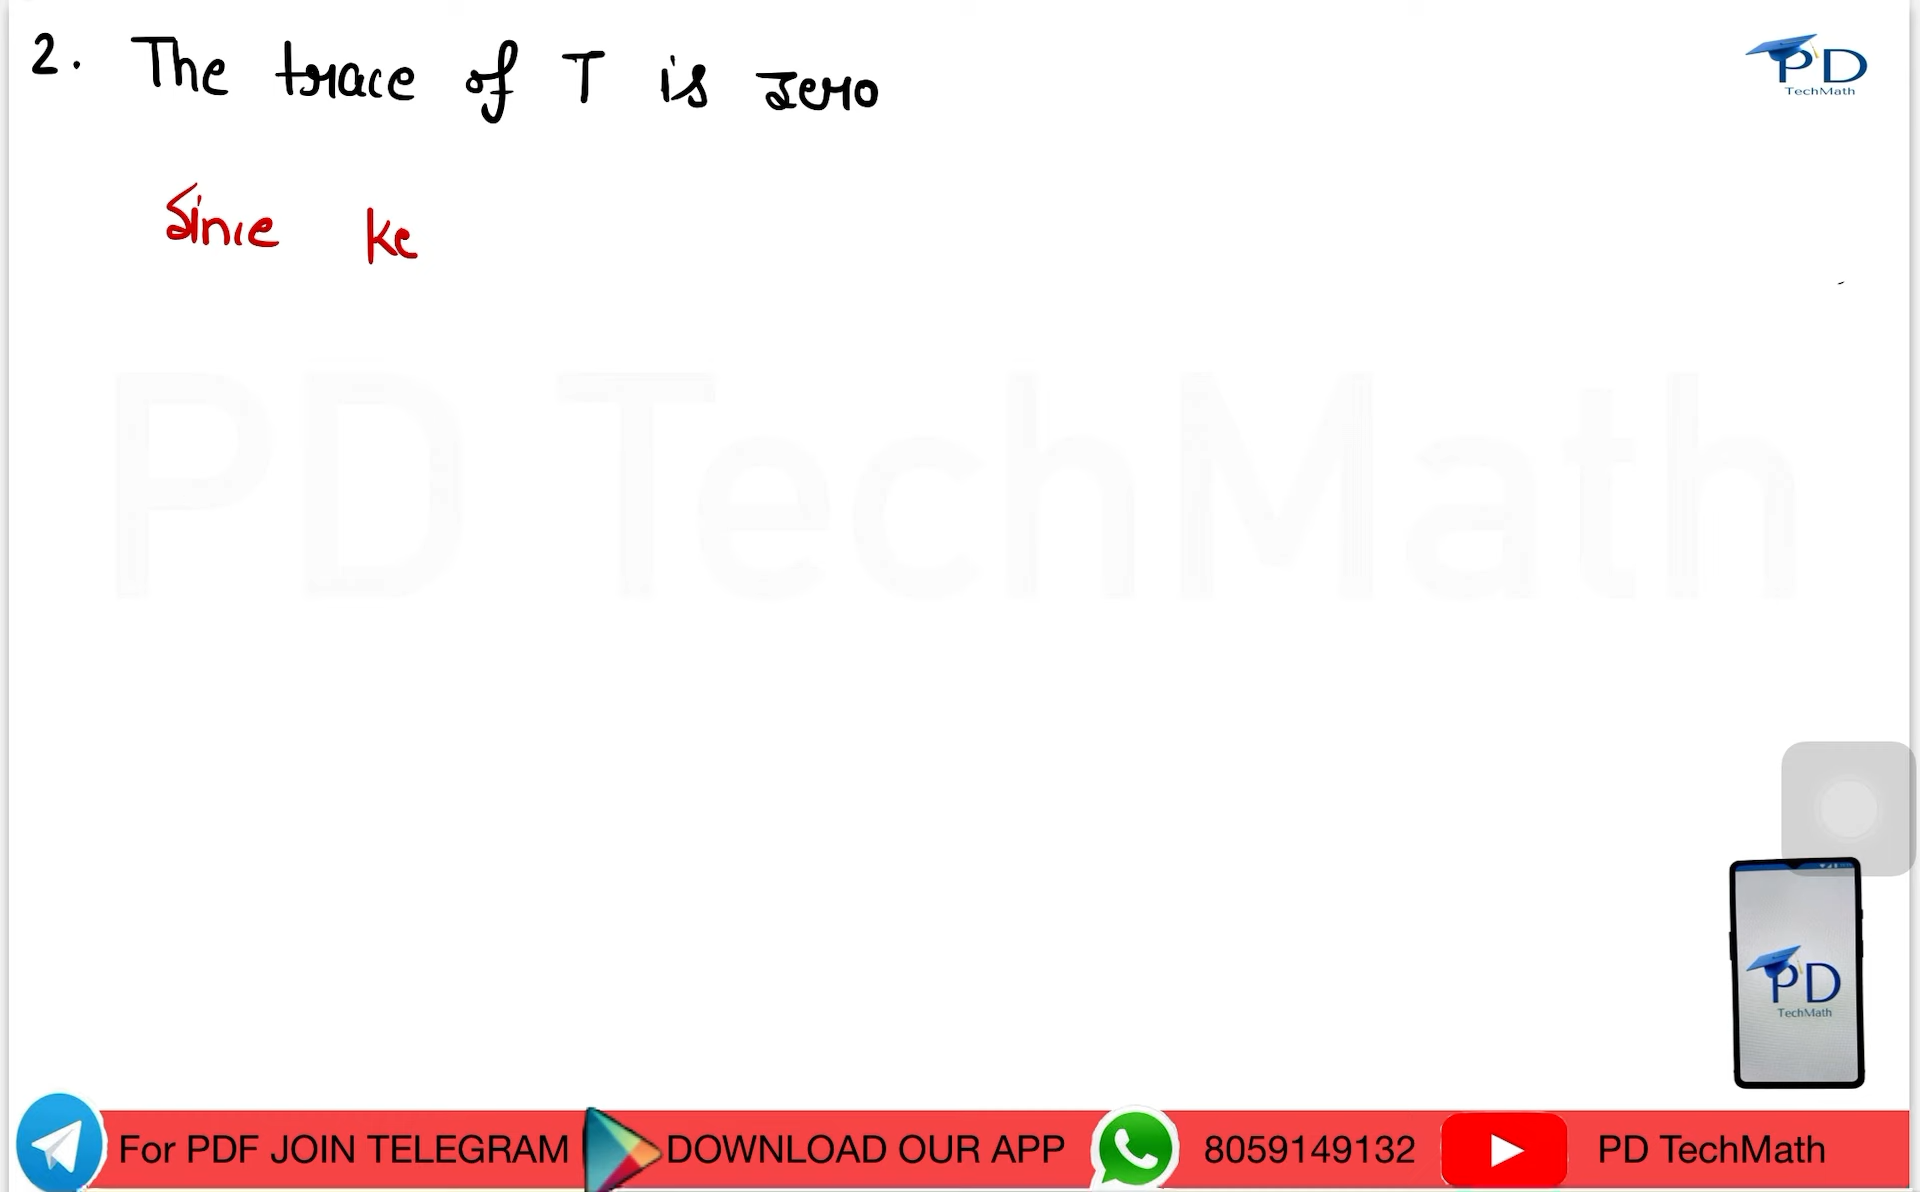 2. The trace of T is zero
PD
TechMath
Since Ke
PD TechMath
PD
TechMath
For PDF JOIN TELEGRAM DOWNLOAD OUR APP 8059149132 PD TechMath